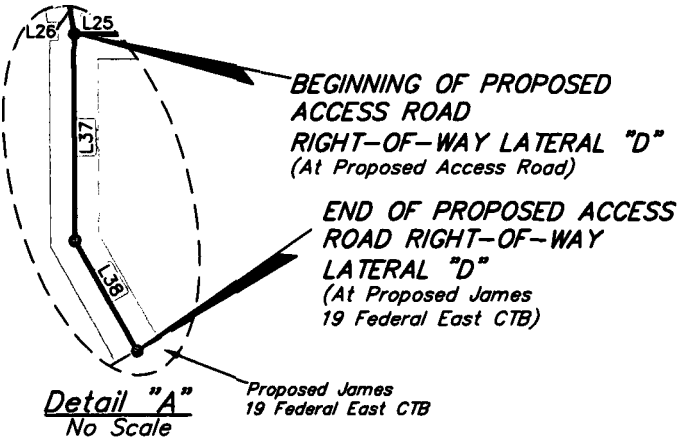 L26
L25
BEGINNING OF PROPOSED
ACCESS ROAD
RIGHT-OF-WAY LATERAL "D"
(At Proposed Access Road)
L37
END OF PROPOSED ACCESS
ROAD RIGHT-OF-WAY
LATERAL "D"
(At Proposed James
19 Federal East CTB)
L38
Proposed James
19 Federal East CTB
Detail "A"
No Scale